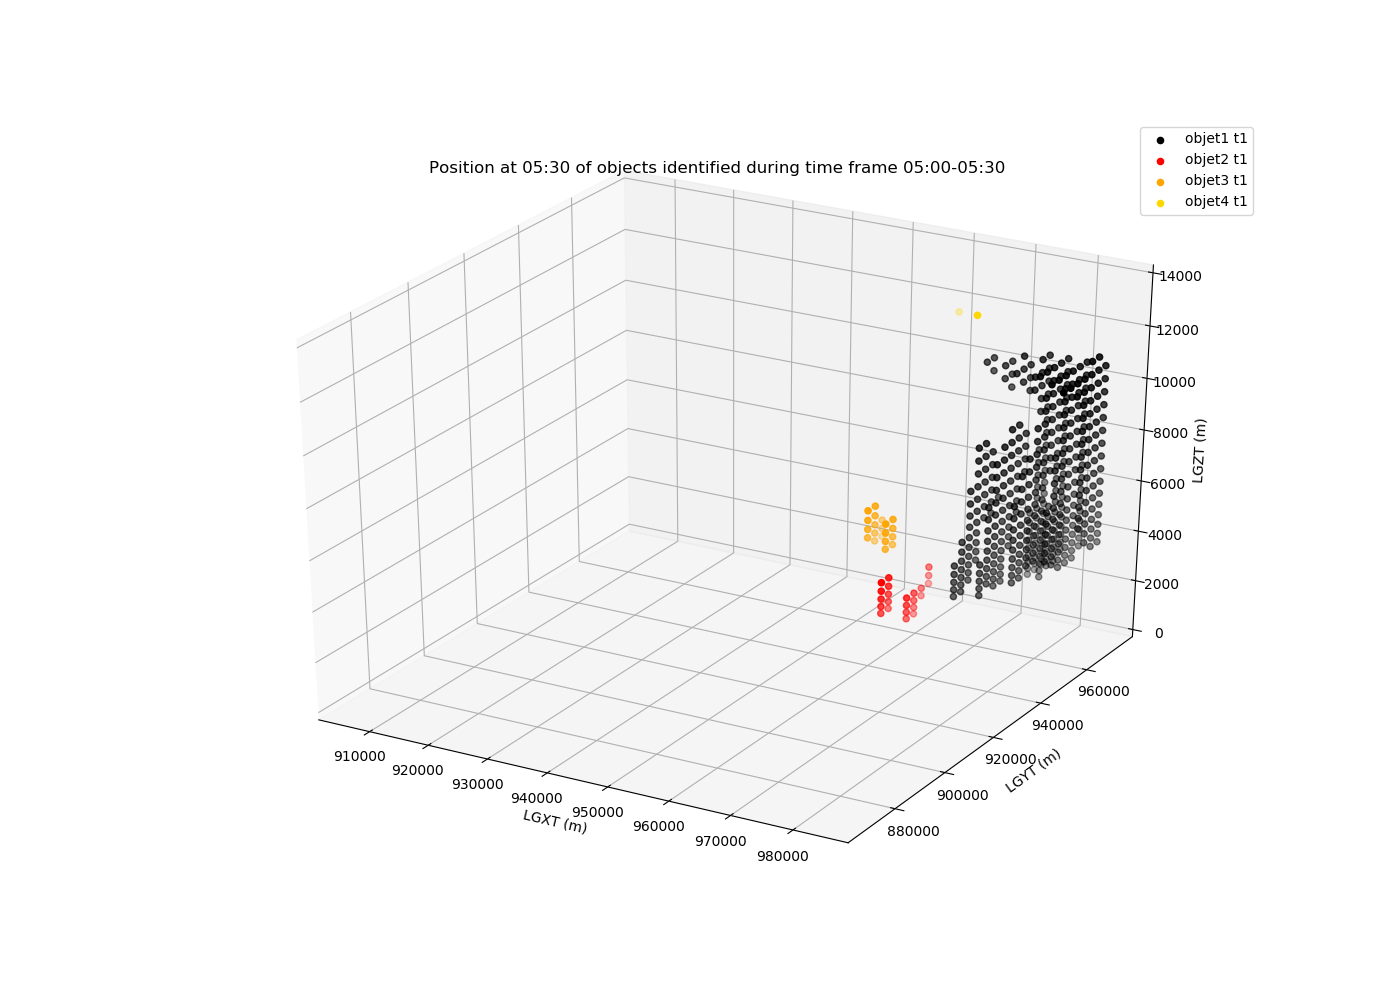 objet1 t1
objet2 t1
objet3 t1
objet4 t1
Position at 05:30 of objects identified during time frame 05:00-05:30
14000
12000
10000
8000
6000
4000
2000
0
LGZT (m)
960000
940000
920000
900000
880000
LGYT (m)
910000
920000
930000
940000
950000
960000
970000
980000
LGXT (m)